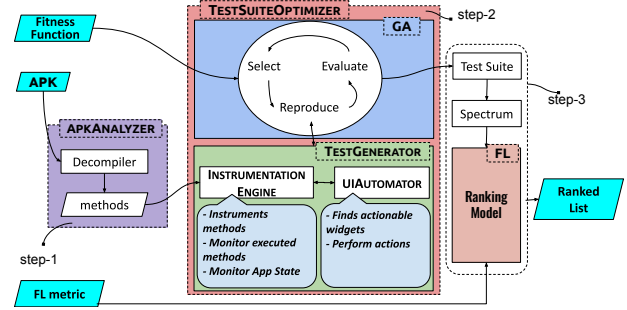 Fitness
Function
APK
APKANALYZER
Decompiler
methods
step-1
FL metric
TESTSUITEOPTIMIZER
step-2
GA
Select
Evaluate
Reproduce
TESTGENERATOR
INSTRUMENTATION
ENGINE
UIAUTOMATOR
- Instruments
methods
- Monitor executed
methods
- Monitor App State
- Finds actionable
widgets
- Perform actions
Test Suite
step-3
Spectrum
FL
Ranking
Model
Ranked
List